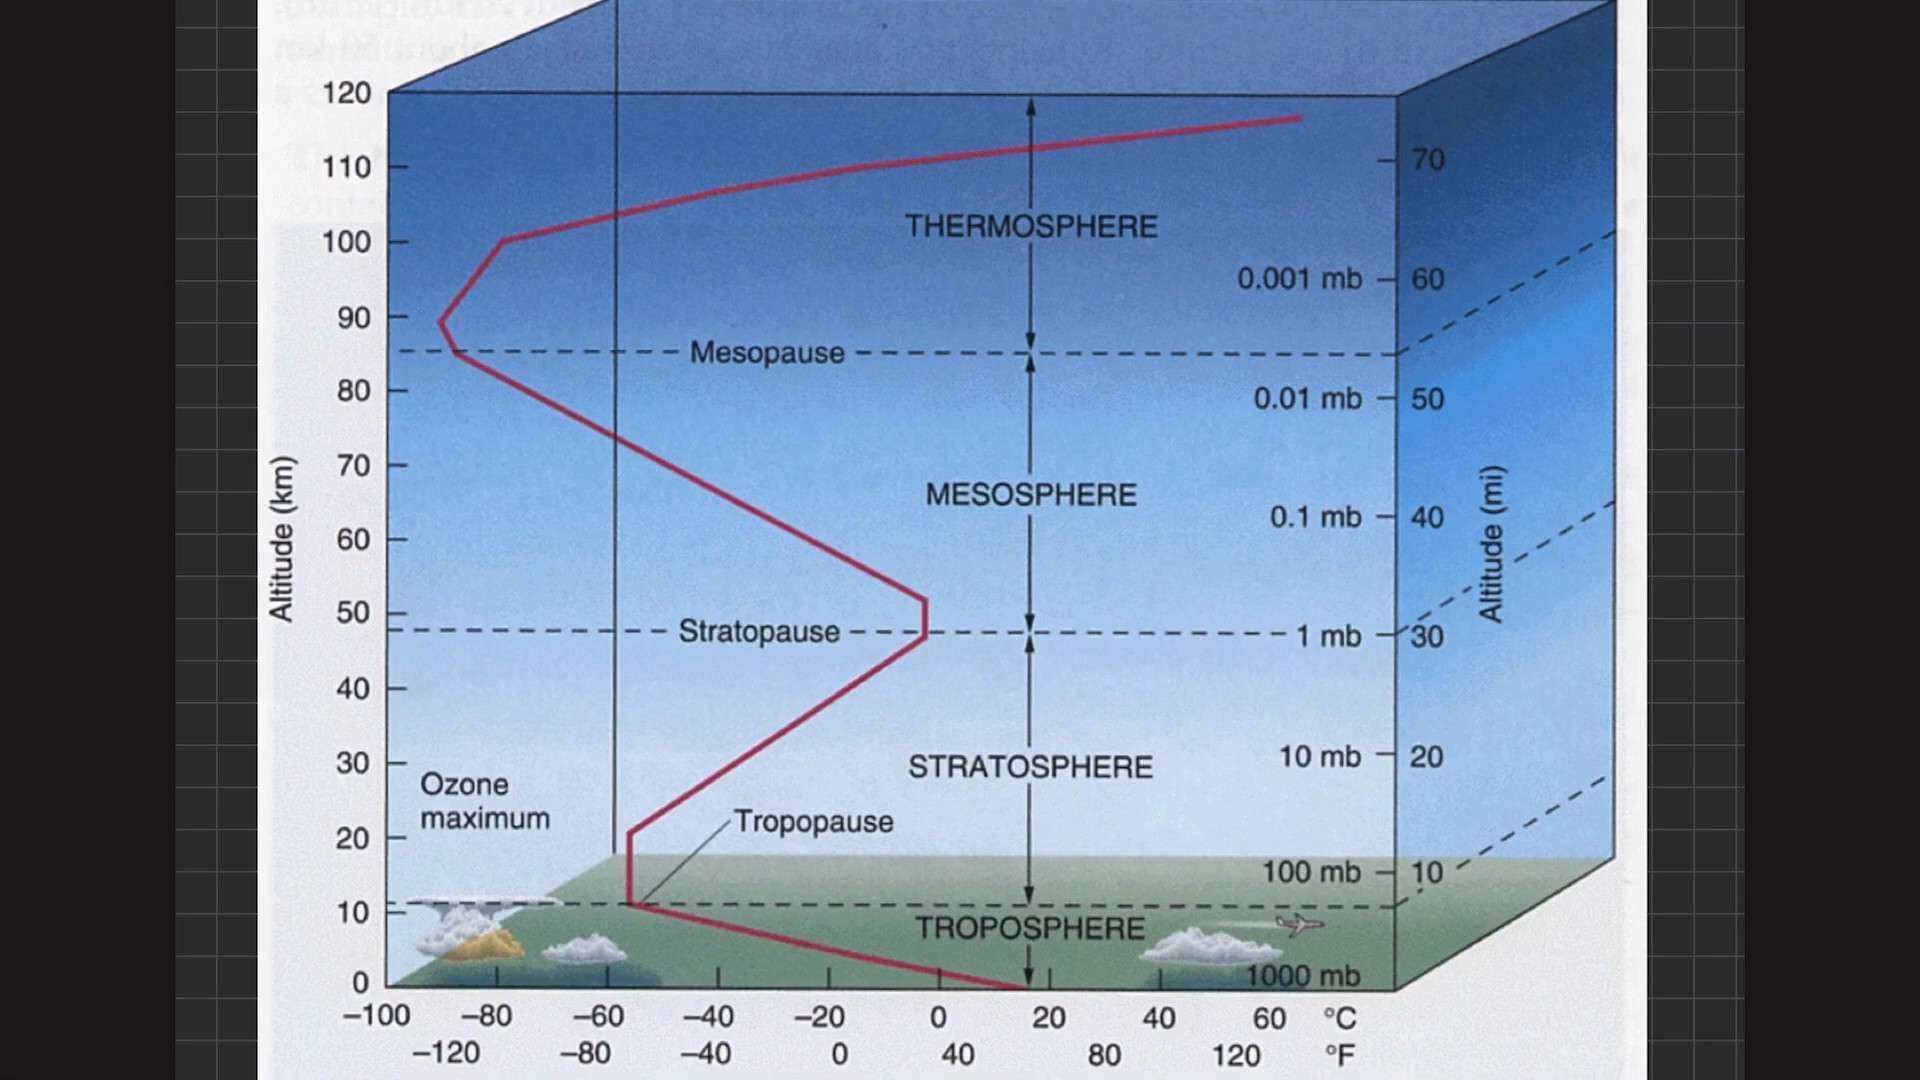 120
110
100
90
80
70
60
50
40
30
20
10
0
Altitude (km)
THERMOSPHERE
Mesopause
MESOSPHERE
Stratopause
STRATOSPHERE
Ozone
maximum
Tropopause
TROPOSPHERE
0.001 mb
0.01 mb
0.1 mb
1 mb
10 mb
100 mb
1000 mb
70
60
50
40
30
20
10
Altitude (mi)
–100 –80 –60 –40 –20 0 20 40 60 °C
–120 –80 –40 0 40 80 120 °F